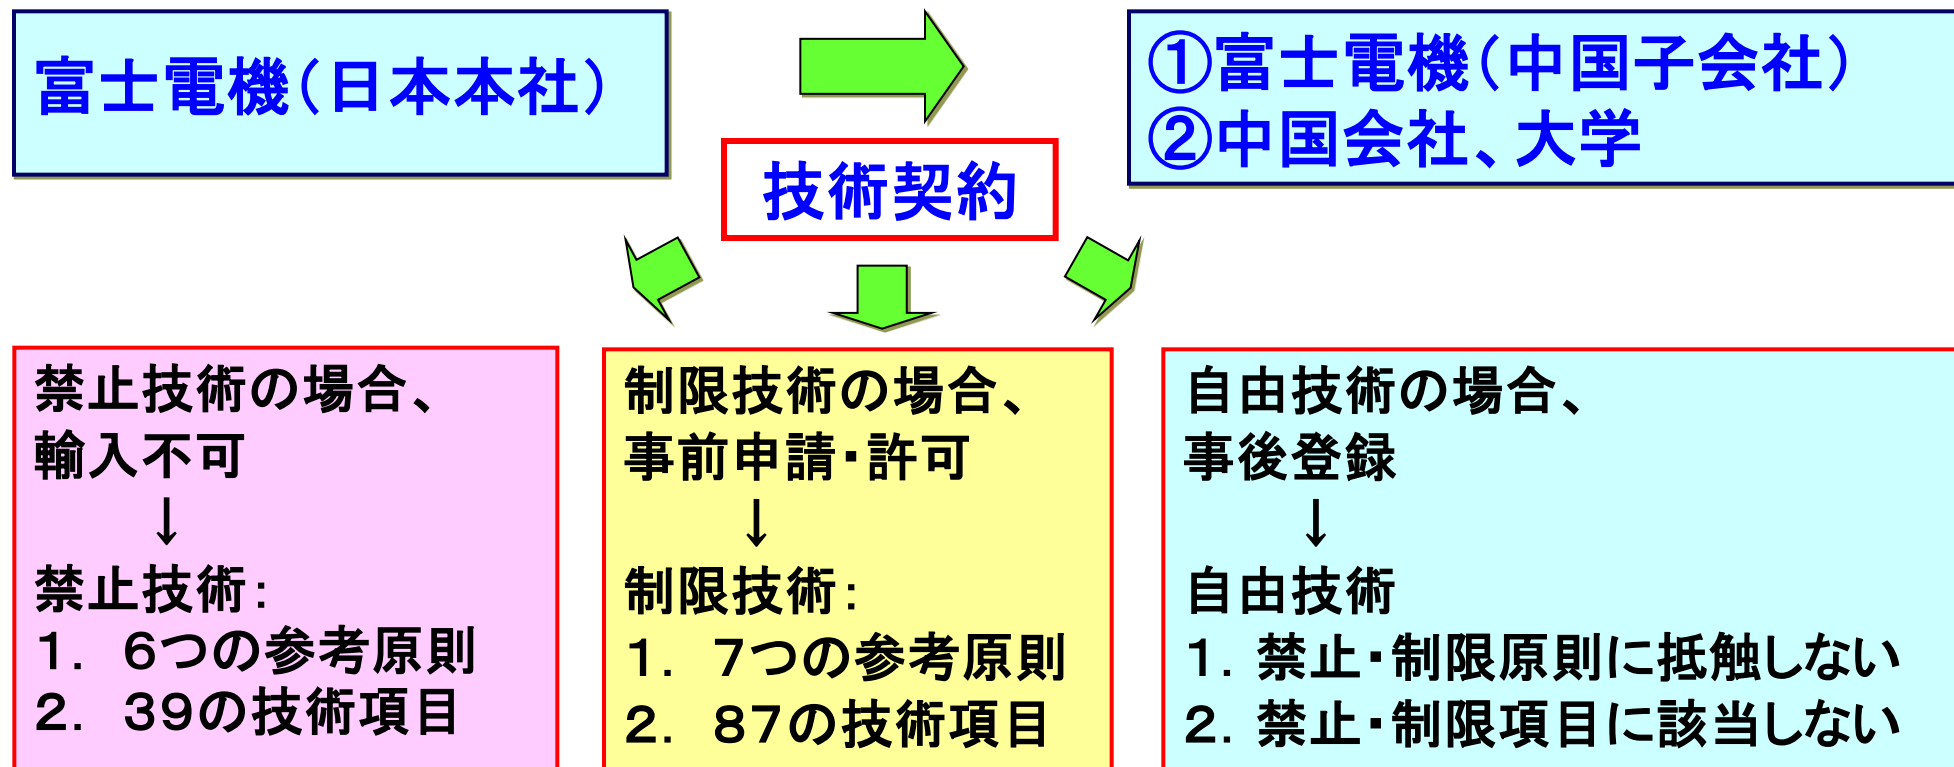 富士電機（日本本社）
①富士電機（中国子会社）
②中国会社、大学
技術契約
禁止技術の場合、
輸入不可
↓
禁止技術：
１．６つの参考原則
２．３９の技術項目
制限技術の場合、
事前申請・許可
↓
制限技術：
１．７つの参考原則
２．８７の技術項目
自由技術の場合、
事後登録
↓
自由技術
１．禁止・制限原則に抵触しない
２．禁止・制限項目に該当しない